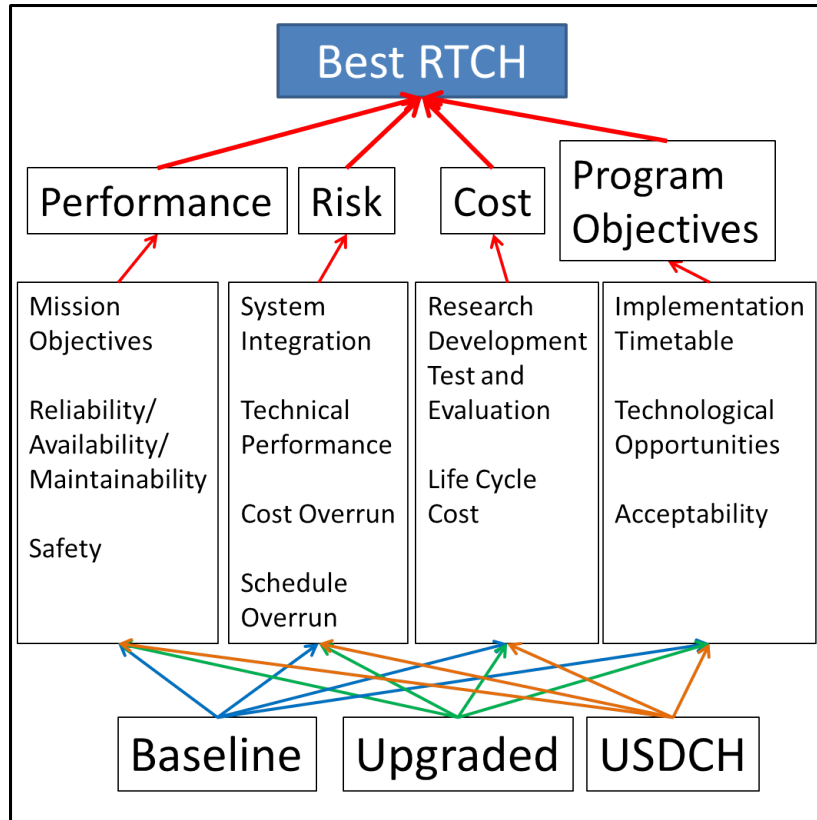 Best RTCH
Performance
Risk
Cost
Program
Objectives
Mission
Objectives
Reliability/
Availability/
Maintainability
Safety
System
Integration
Technical
Performance
Cost Overrun
Schedule
Overrun
Research
Development
Test and
Evaluation
Life Cycle
Cost
Implementation
Timetable
Technological
Opportunities
Acceptability
Baseline
Upgraded
USDCH